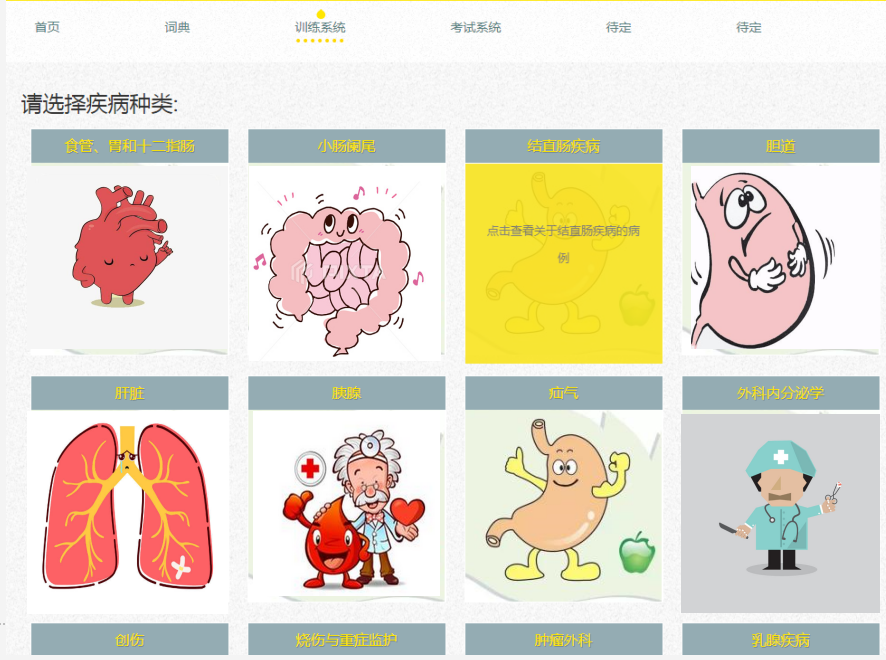 首页 词典 训练系统 考试系统 待定 待定
请选择疾病种类:
食管、胃和十二指肠 小肠阑尾 结直肠疾病 胆道
点击查看关于结直肠疾病的病
例
肝脏 胰腺 疝气 外科内分泌学
创伤 烧伤与重症监护 肿瘤外科 乳腺疾病